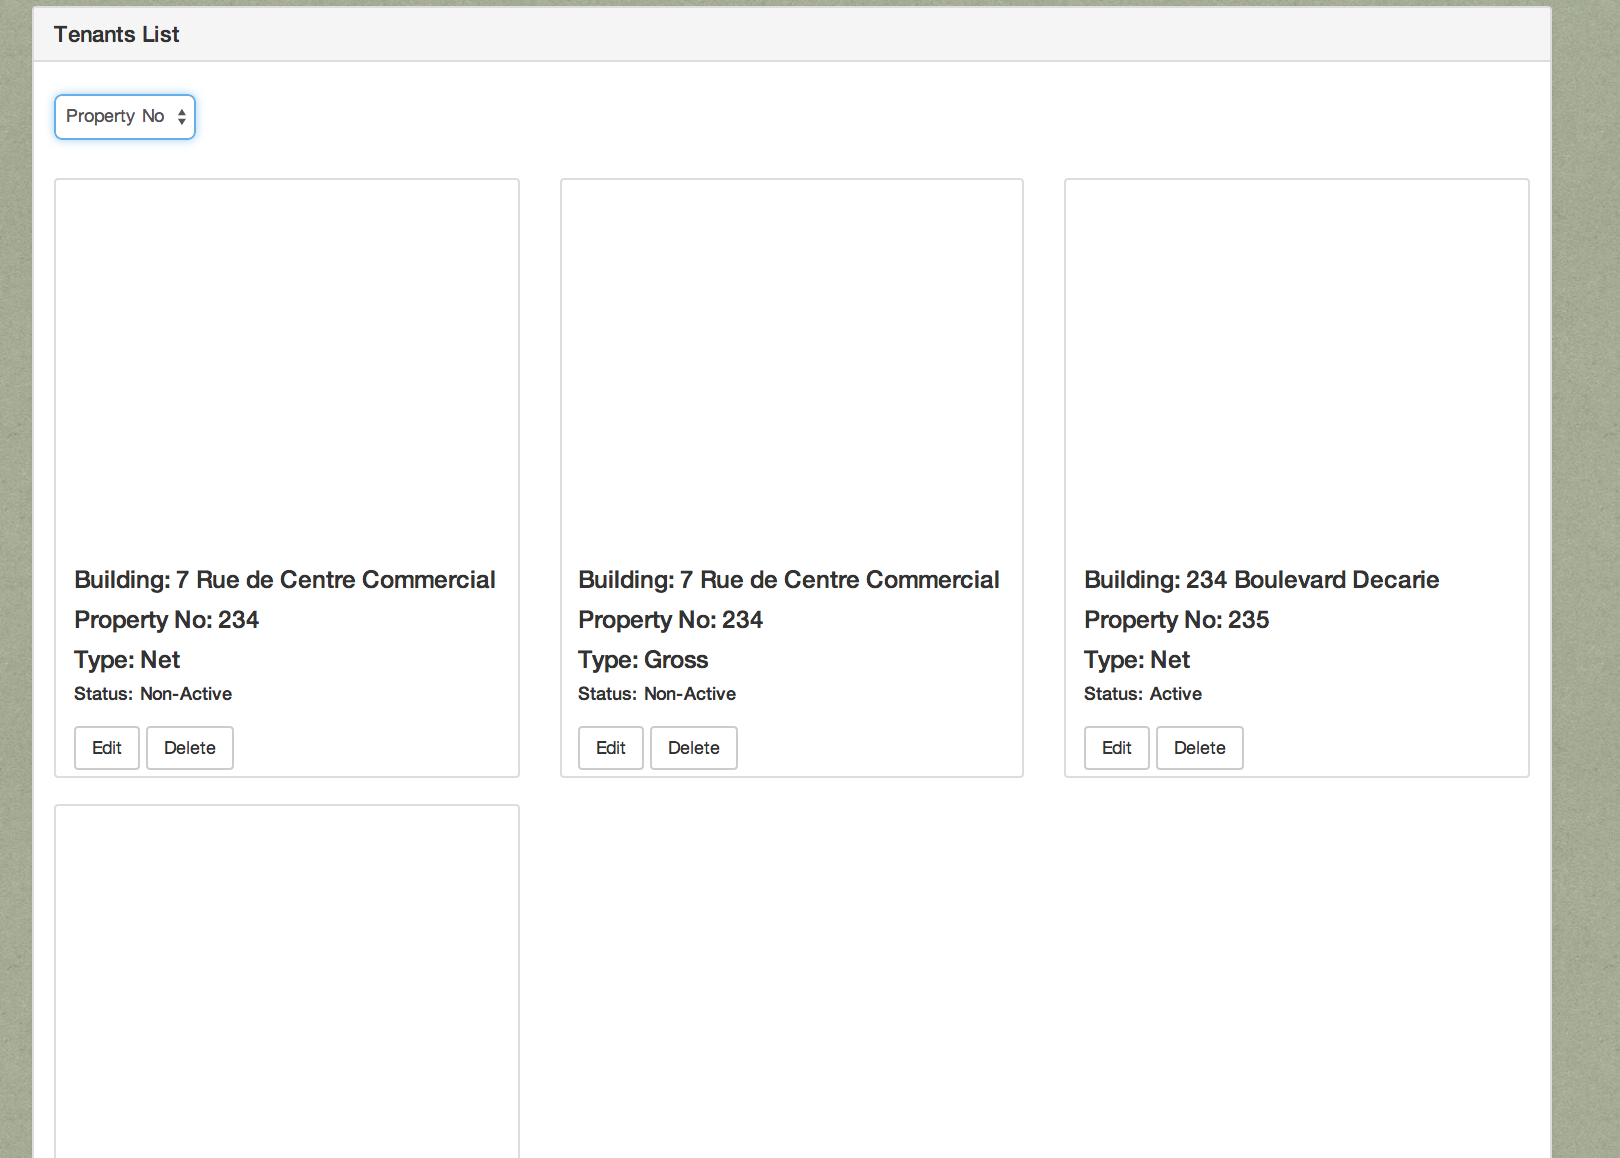 Tenants List
Property No
Building: 7 Rue de Centre Commercial
Property No: 234
Type: Net
Status: Non-Active
Edit Delete
Building: 7 Rue de Centre Commercial
Property No: 234
Type: Gross
Status: Non-Active
Edit Delete
Building: 234 Boulevard Decarie
Property No: 235
Type: Net
Status: Active
Edit Delete